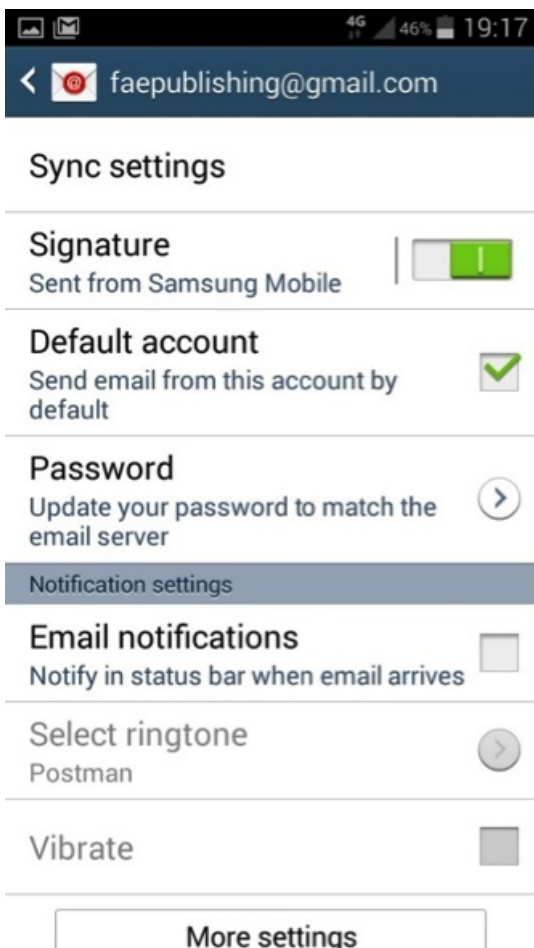 4G 46% 19:17
faepublishing@gmail.com
Sync settings
Signature
Sent from Samsung Mobile
Default account
Send email from this account by
default
Password
Update your password to match the
email server
Notification settings
Email notifications
Notify in status bar when email arrives
Select ringtone
Postman
Vibrate
More settings